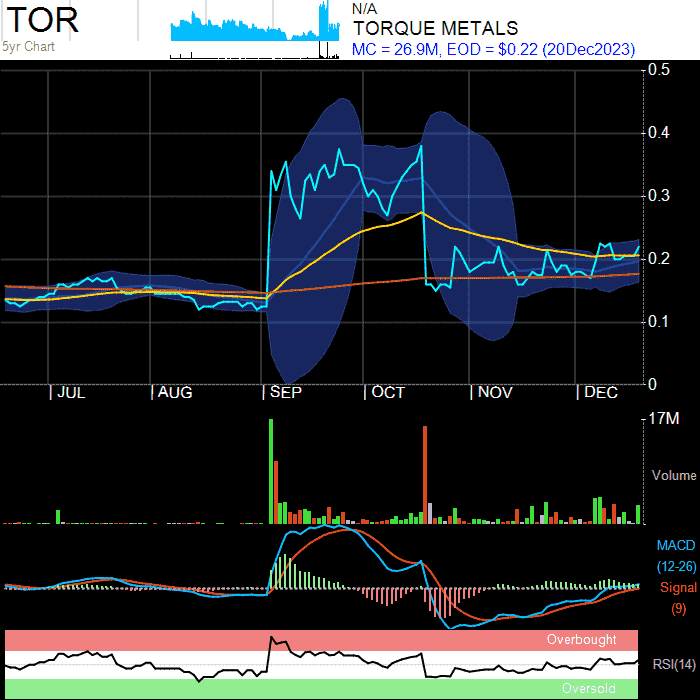 TOR
5yr Chart
N/A
TORQUE METALS
MC = 26.9M, EOD = $0.22 (20Dec2023)
0.5
0.4
0.3
0.2
0.1
0
JUL AUG SEP OCT NOV DEC
17M
Volume
MACD
(12-26)
Signal
(9)
Overbought
RSI(14)
Oversold